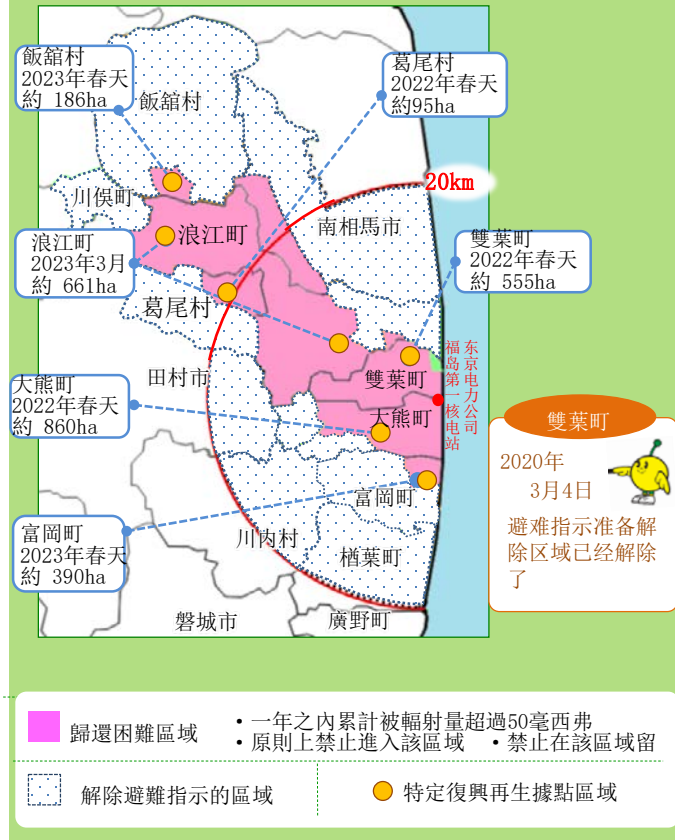 飯舘村
2023年春天
約 186ha
飯舘村
葛尾村
2022年春天
約95ha
20km
川俣町
南相馬市
浪江町
浪江町
2023年3月
約 661ha
雙葉町
2022年春天
約 555ha
葛尾村
田村市
东京电力公司
福岛第一核电站
雙葉町
大熊町
2022年春天
約 860ha
大熊町
雙葉町
2020年
3月4日
避难指示准备解
除区域已经解除
了
富岡町
富岡町
2023年春天
約 390ha
川内村
楢葉町
磐城市
廣野町
歸還困難區域
・一年之內累計被輻射量超過50毫西弗
・原則上禁止進入該區域 ・禁止在該區域留
解除避難指示的區域
特定復興再生據點區域